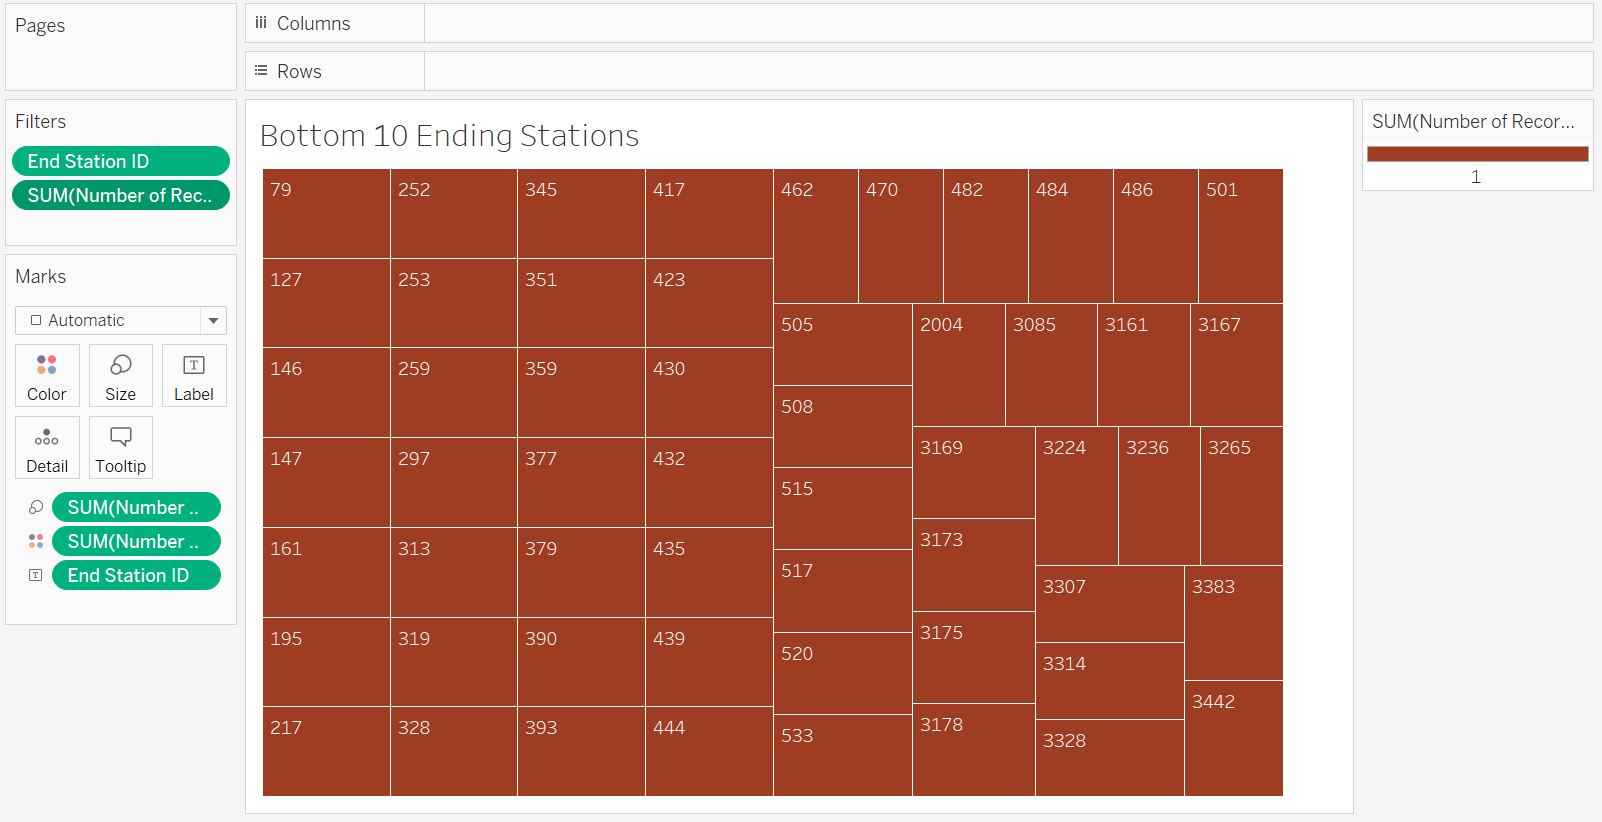 Pages
Columns
Rows
Filters
End Station ID
SUM(Number of Rec..
Marks
Automatic
Color
Size
Label
Detail
Tooltip
SUM(Number ..
SUM(Number ..
End Station ID
Bottom 10 Ending Stations
79 252 345 417 462 470 482 484 486 501
127 253 351 423
505 2004 3085 3161 3167
146 259 359 430
508
3169 3224 3236 3265
147 297 377 432
515
3173
161 313 379 435
517
3307 3383
195 319 390 439
3175
520
3314
3442
217 328 393 444
3178
533
3328
SUM(Number of Recor...
1